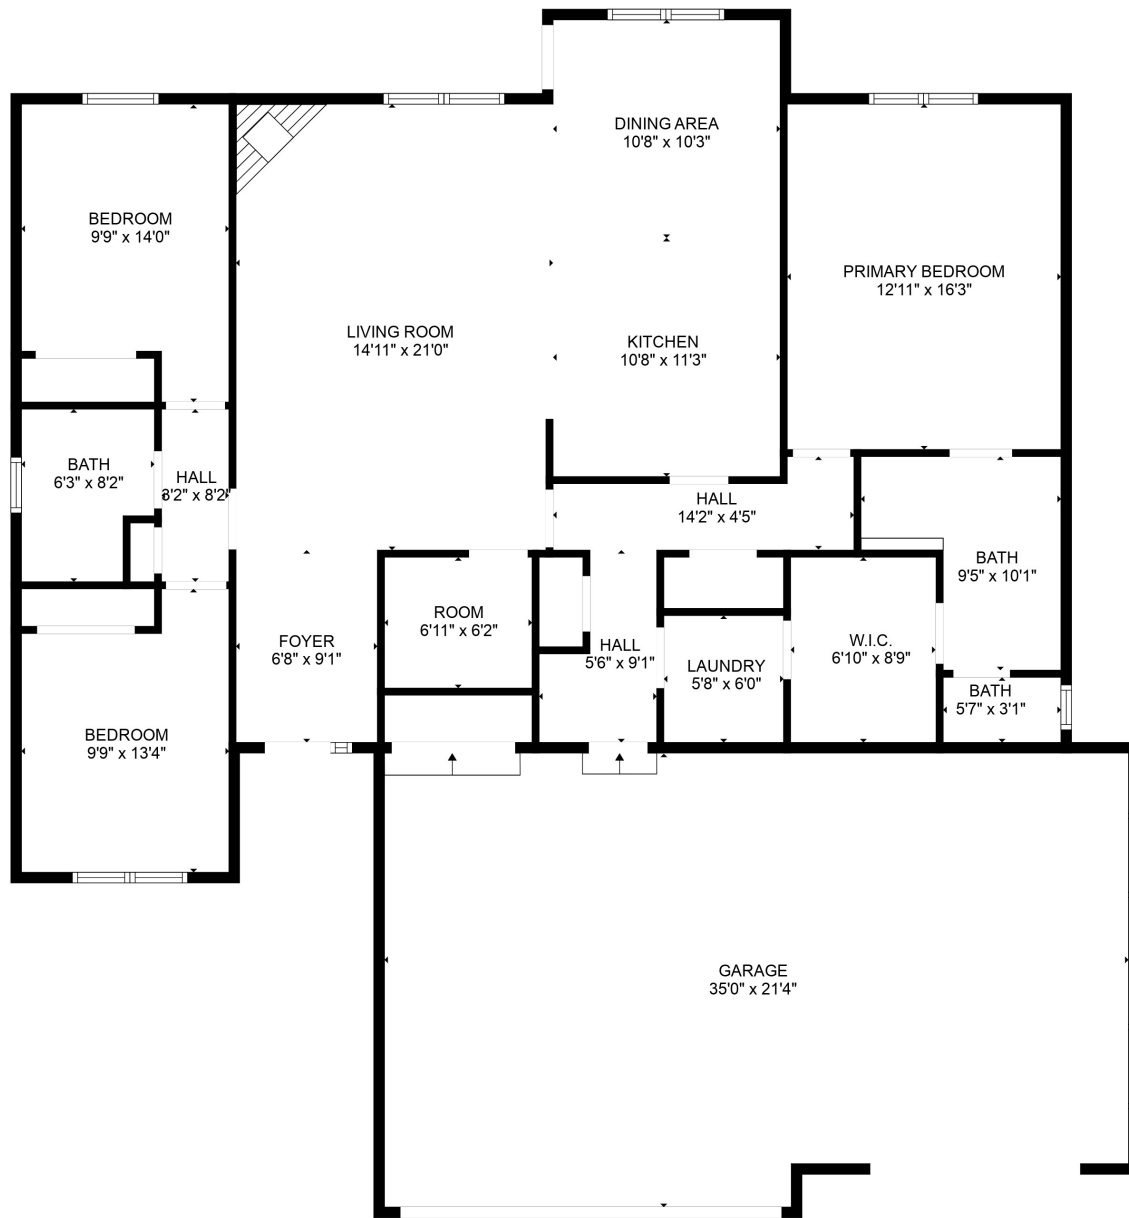 DINING AREA
10'8" x 10'3"
BEDROOM
9'9" x 14'0"
PRIMARY BEDROOM
12'11" x 16'3"
LIVING ROOM
14'11" x 21'0"
KITCHEN
10'8" x 11'3"
BATH
6'3" x 8'2"
HALL
3'2" x 8'2"
HALL
14'2" x 4'5"
BATH
9'5" x 10'1"
ROOM
6'11" x 6'2"
FOYER
6'8" x 9'1"
HALL
5'6" x 9'1"
LAUNDRY
5'8" x 6'0"
W.I.C.
6'10" x 8'9"
BATH
5'7" x 3'1"
BEDROOM
9'9" x 13'4"
GARAGE
35'0" x 21'4"